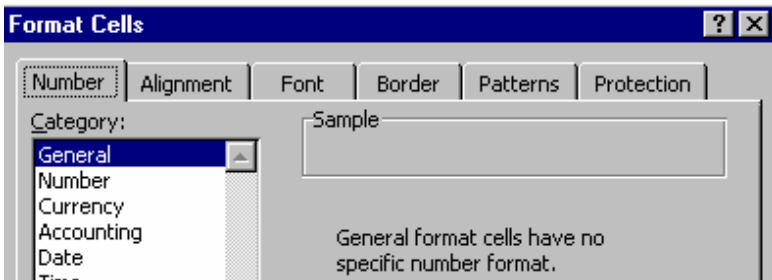 Format Cells
Number Alignment Font Border Patterns Protection
Category:
Sample
General
Number
Currency
Accounting
Date
Time
General format cells have no
specific number format.